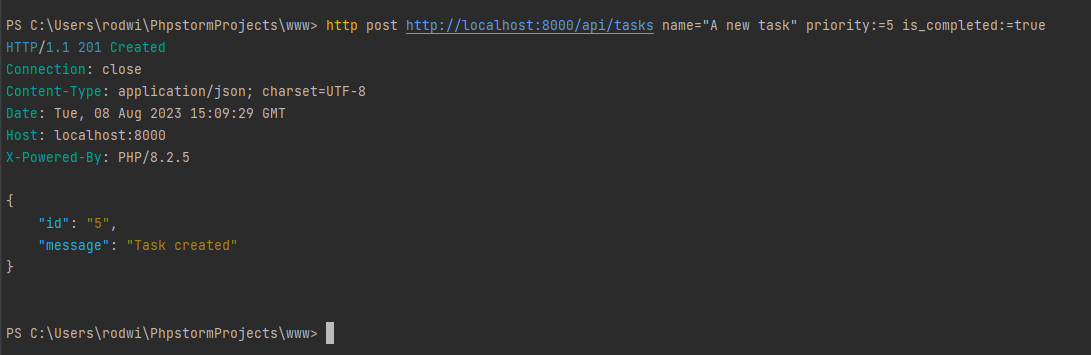 PS C:\Users\rodwi\PhpstormProjects\www> http post http://localhost:8000/api/tasks name="A new task" priority:=5 is_completed:=true
HTTP/1.1 201 Created
Connection: close
Content-Type: application/json; charset=UTF-8
Date: Tue, 08 Aug 2023 15:09:29 GMT
Host: localhost:8000
X-Powered-By: PHP/8.2.5
{
    "id": "5",
    "message": "Task created"
}
PS C:\Users\rodwi\PhpstormProjects\www>